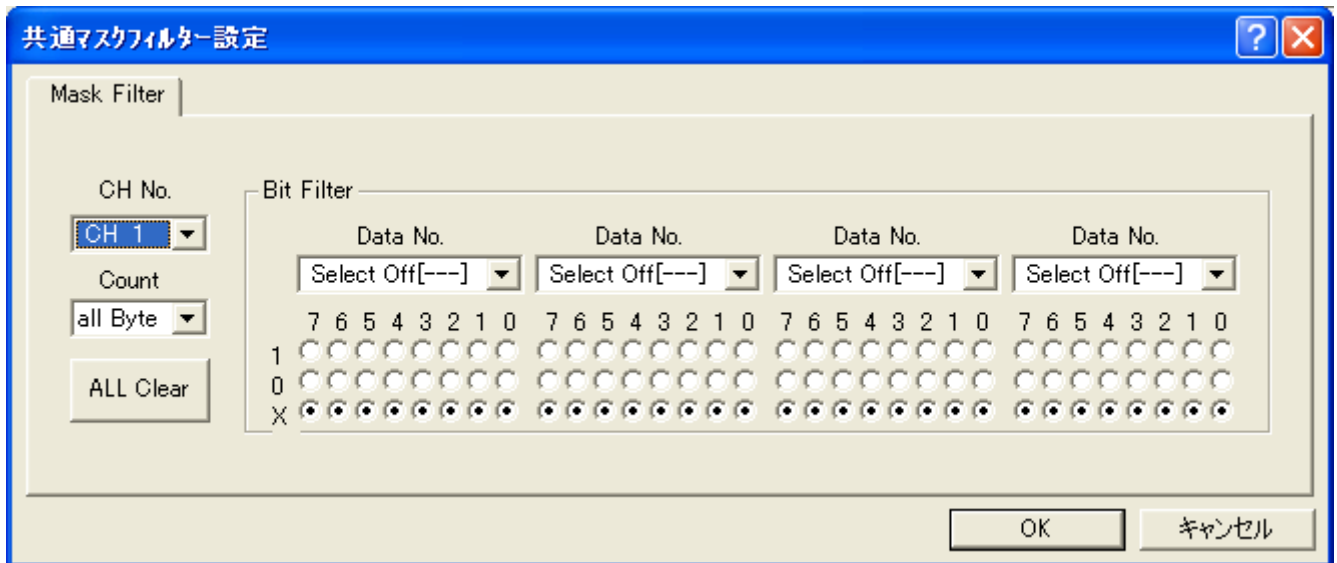 共通マスクフィルター設定
Mask Filter
CH No.
CH 1
Count
all Byte
ALL Clear
Bit Filter
Data No. Data No. Data No. Data No.
Select Off[---] Select Off[---] Select Off[---] Select Off[---]
7 6 5 4 3 2 1 0 7 6 5 4 3 2 1 0 7 6 5 4 3 2 1 0 7 6 5 4 3 2 1 0
1
0
X
OK キャンセル